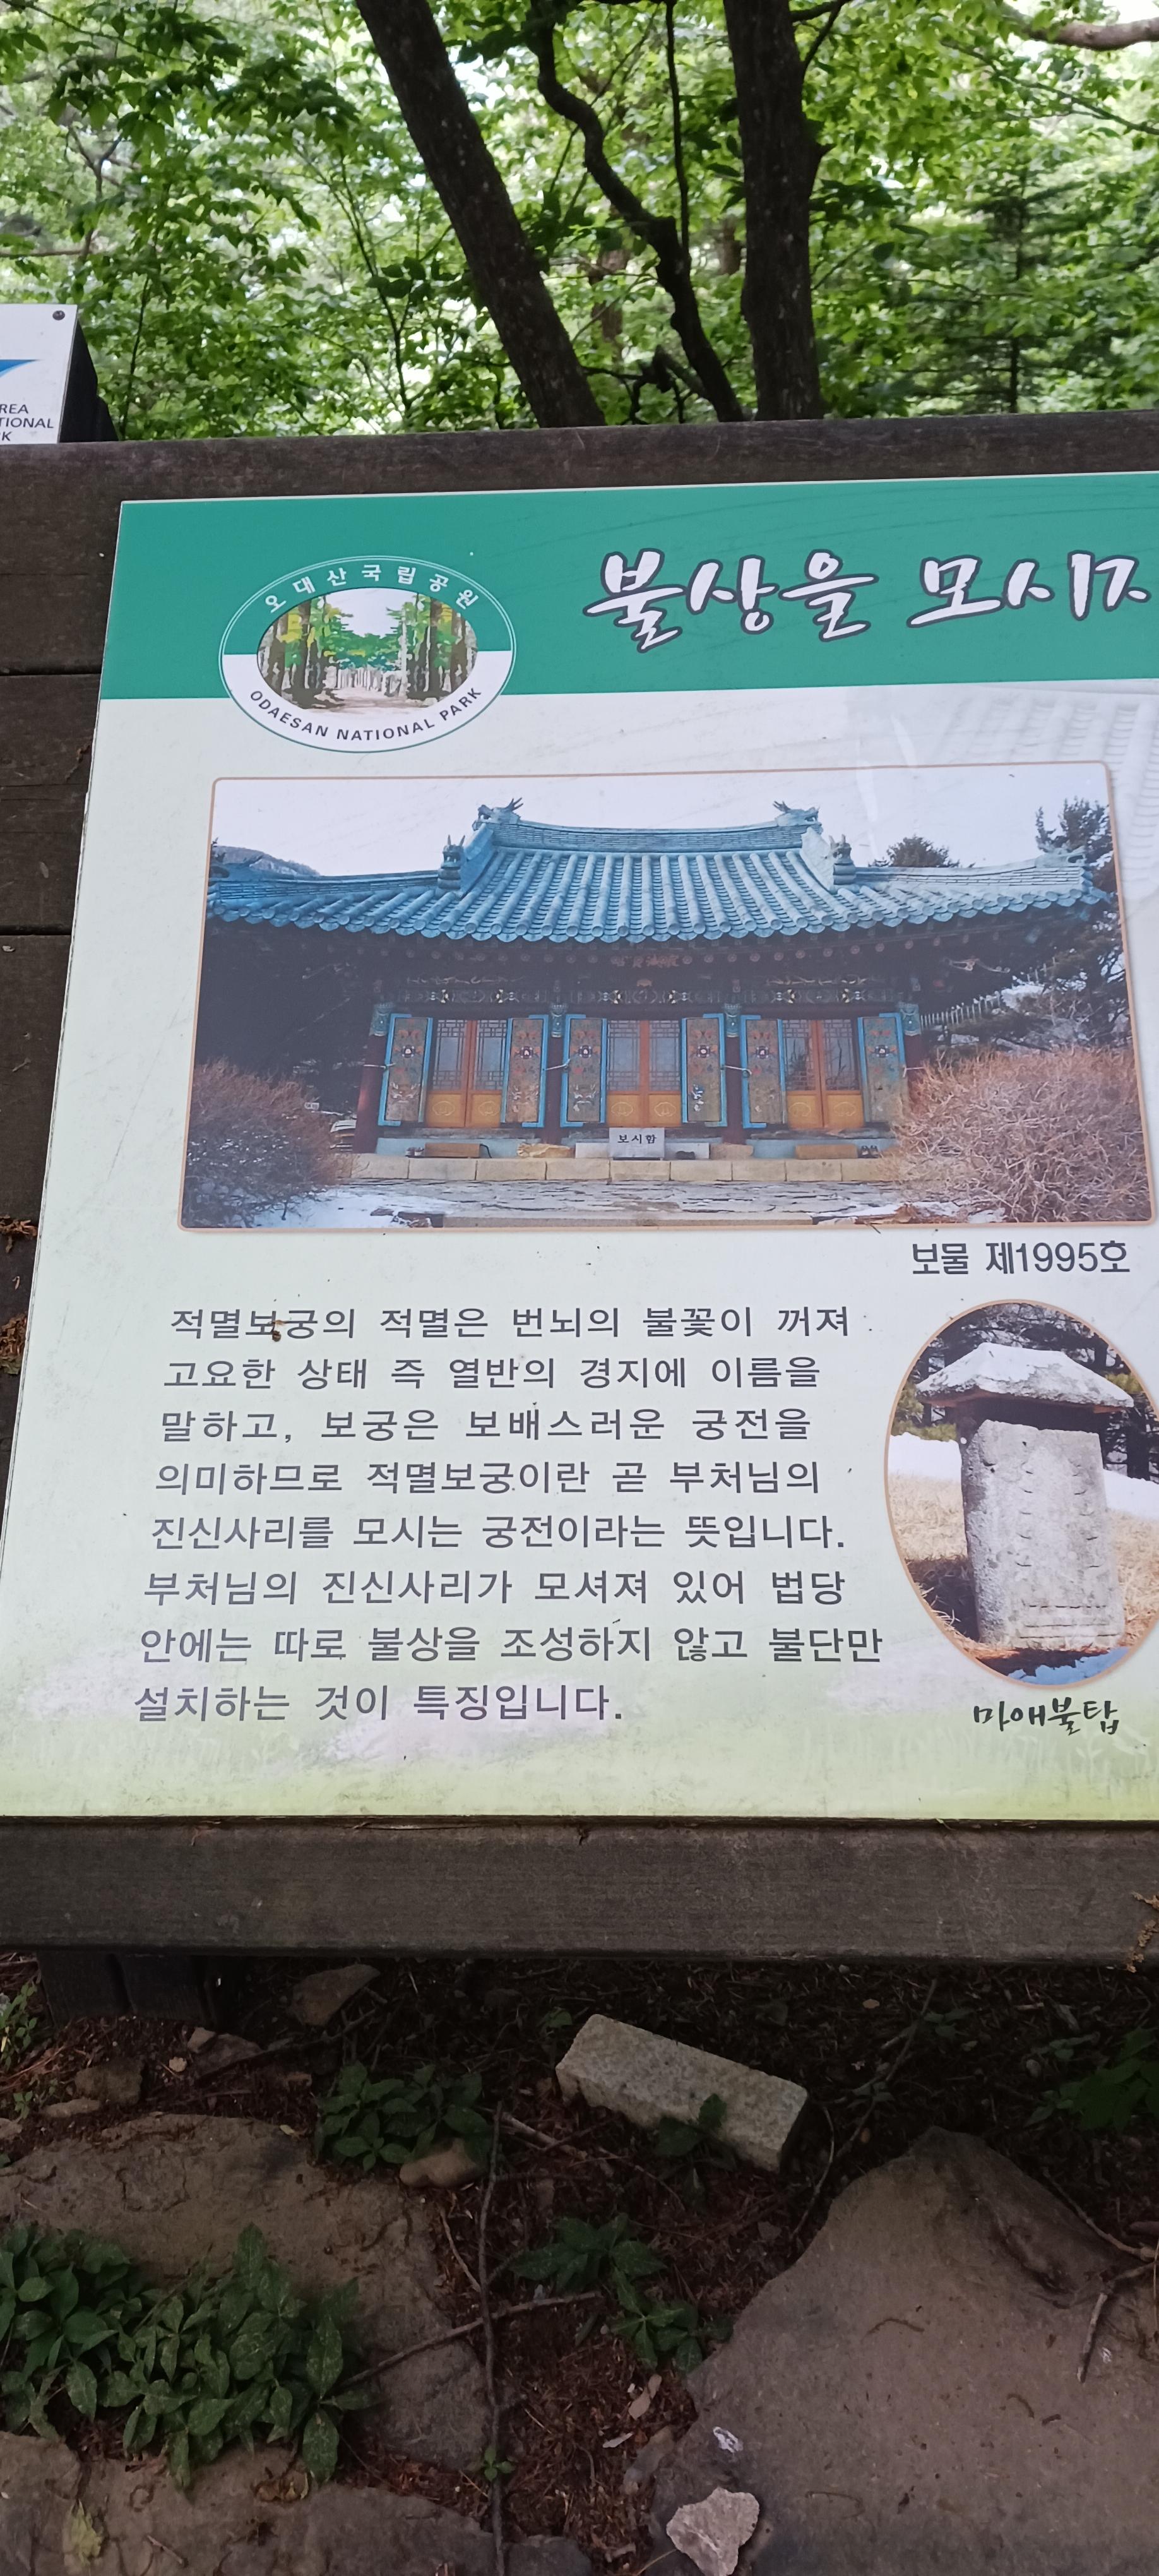 REA
TIONAL
K
오대산국립공원
ODAESAN NATIONAL PARK
불상을 모시지
보시함
보물 제1995호
적멸보궁의 적멸은 번뇌의 불꽃이 꺼져
고요한 상태 즉 열반의 경지에 이름을
말하고, 보궁은 보배스러운 궁전을
의미하므로 적멸보궁이란 곧 부처님의
진신사리를 모시는 궁전이라는 뜻입니다.
부처님의 진신사리가 모셔져 있어 법당
안에는 따로 불상을 조성하지 않고 불단만
설치하는 것이 특징입니다.
마애불탑